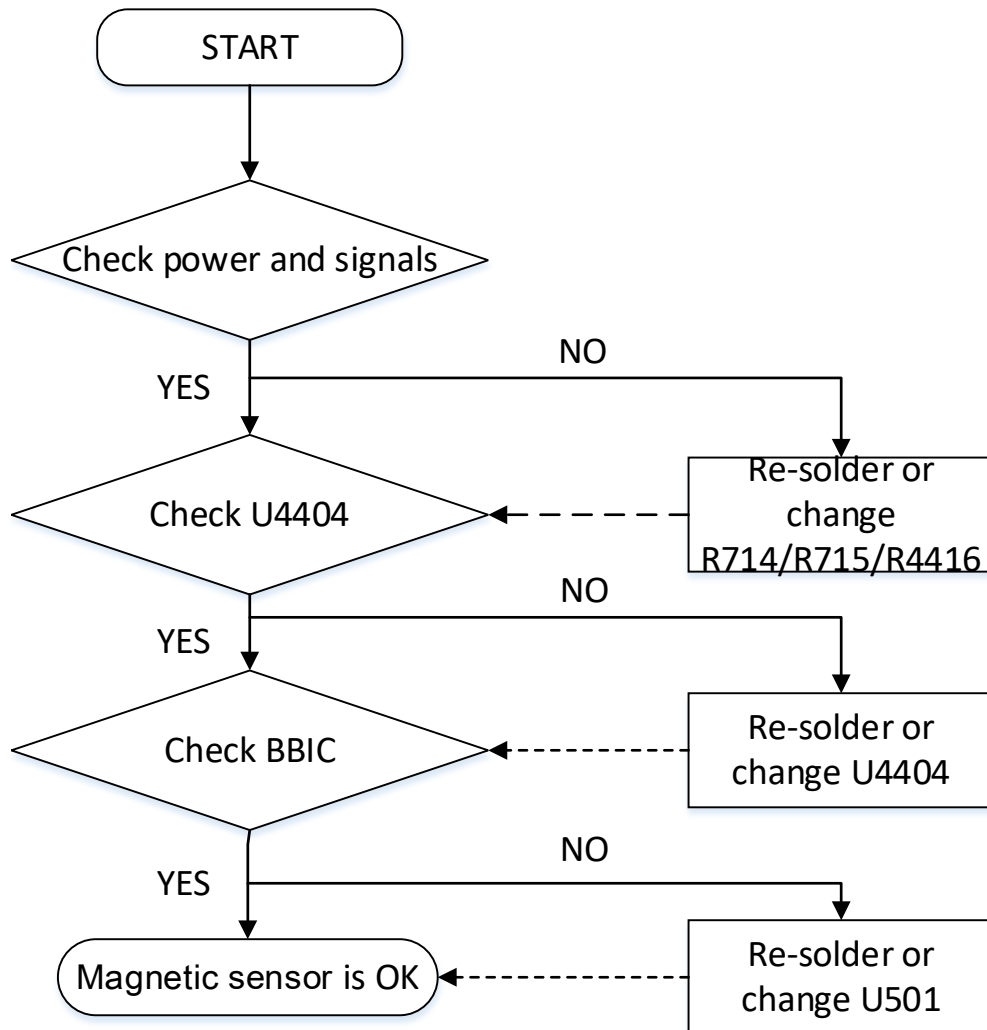 START
Check power and signals
NO
YES
Re-solder or
change
R714/R715/R4416
Check U4404
NO
YES
Re-solder or
change U4404
Check BBIC
NO
YES
Re-solder or
change U501
Magnetic sensor is OK